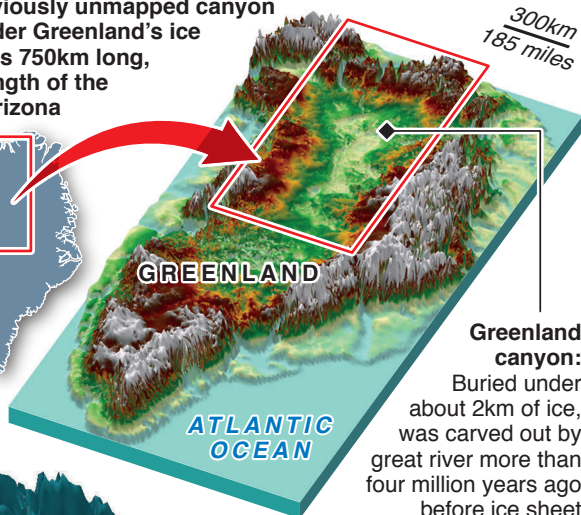 viously unmapped canyon
der Greenland's ice
s 750km long,
ngth of the
rizona
300km
185 miles
GREENLAND
ATLANTIC
OCEAN
Greenland
canyon:
Buried under
about 2km of ice,
was carved out by
great river more than
four million years ago
before ice sheet